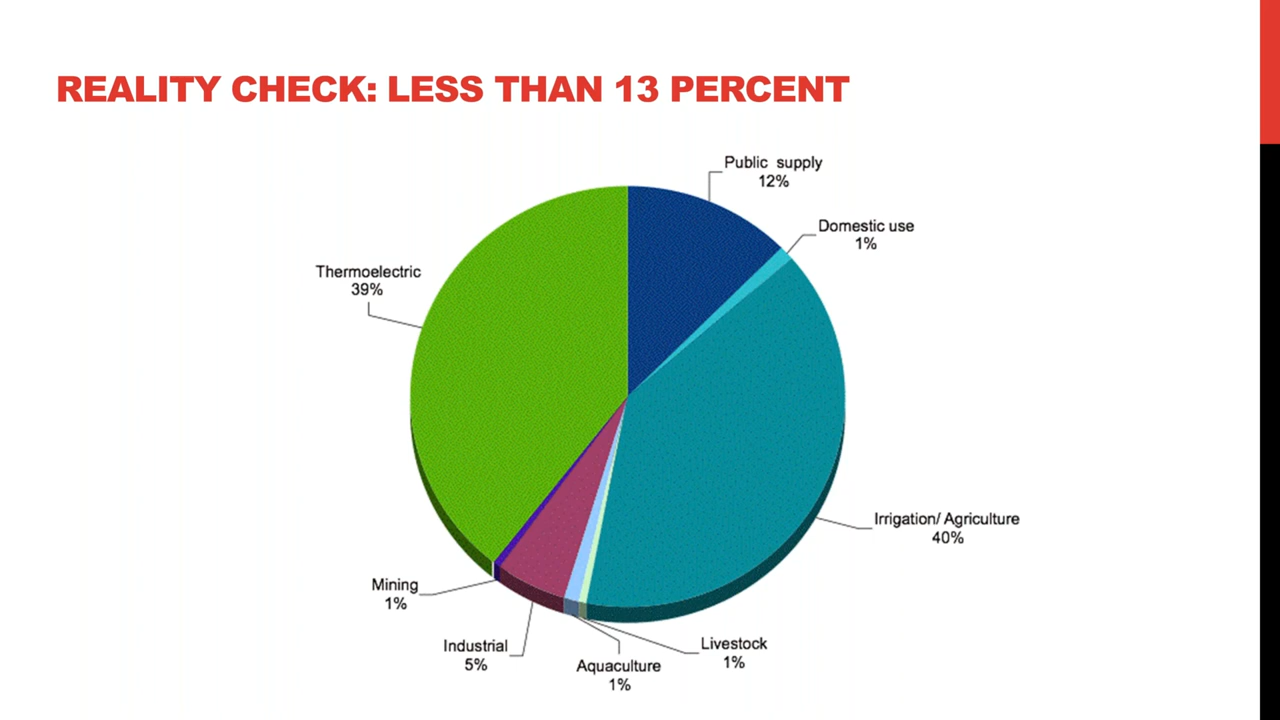 REALITY CHECK: LESS THAN 13 PERCENT
Public supply
12%
Domestic use
1%
Thermoelectric
39%
Irrigation/ Agriculture
40%
Mining
1%
Industrial
5%
Livestock
1%
Aquaculture
1%